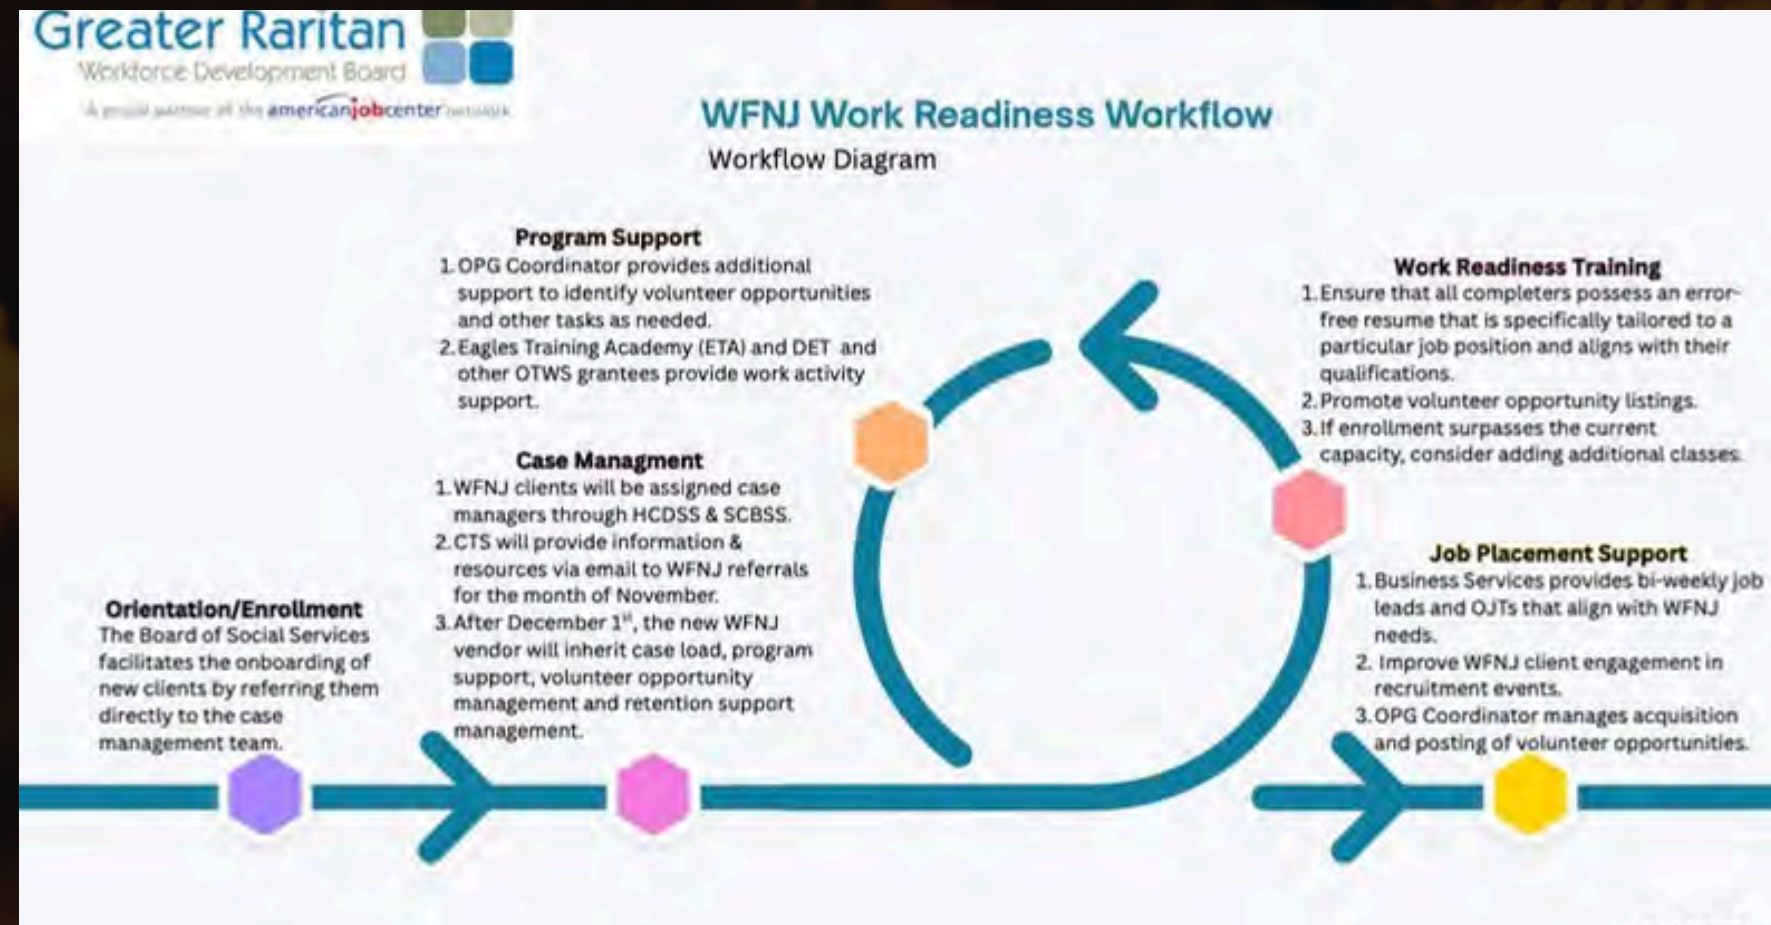 Greater Raritan
Workforce Development Board
A proud partner of the americanjobcenter network
WFNJ Work Readiness Workflow
Workflow Diagram
Program Support
1. OPG Coordinator provides additional
support to identify volunteer opportunities
and other tasks as needed.
2. Eagles Training Academy (ETA) and DET and
other OTWS grantees provide work activity
support.
Case Managment
1. WFNJ clients will be assigned case
managers through HCDSS & SCBSS.
2. CTS will provide information &
resources via email to WFNJ referrals
for the month of November.
3. After December 1st, the new WFNJ
vendor will inherit case load, program
support, volunteer opportunity
management and retention support
management.
Orientation/Enrollment
The Board of Social Services
facilitates the onboarding of
new clients by referring them
directly to the case
management team.
Work Readiness Training
1. Ensure that all completers possess an error-
free resume that is specifically tailored to a
particular job position and aligns with their
qualifications.
2. Promote volunteer opportunity listings.
3. If enrollment surpasses the current
capacity, consider adding additional classes.
Job Placement Support
1. Business Services provides bi-weekly job
leads and OJTs that align with WFNJ
needs.
2. Improve WFNJ client engagement in
recruitment events.
3. OPG Coordinator manages acquisition
and posting of volunteer opportunities.